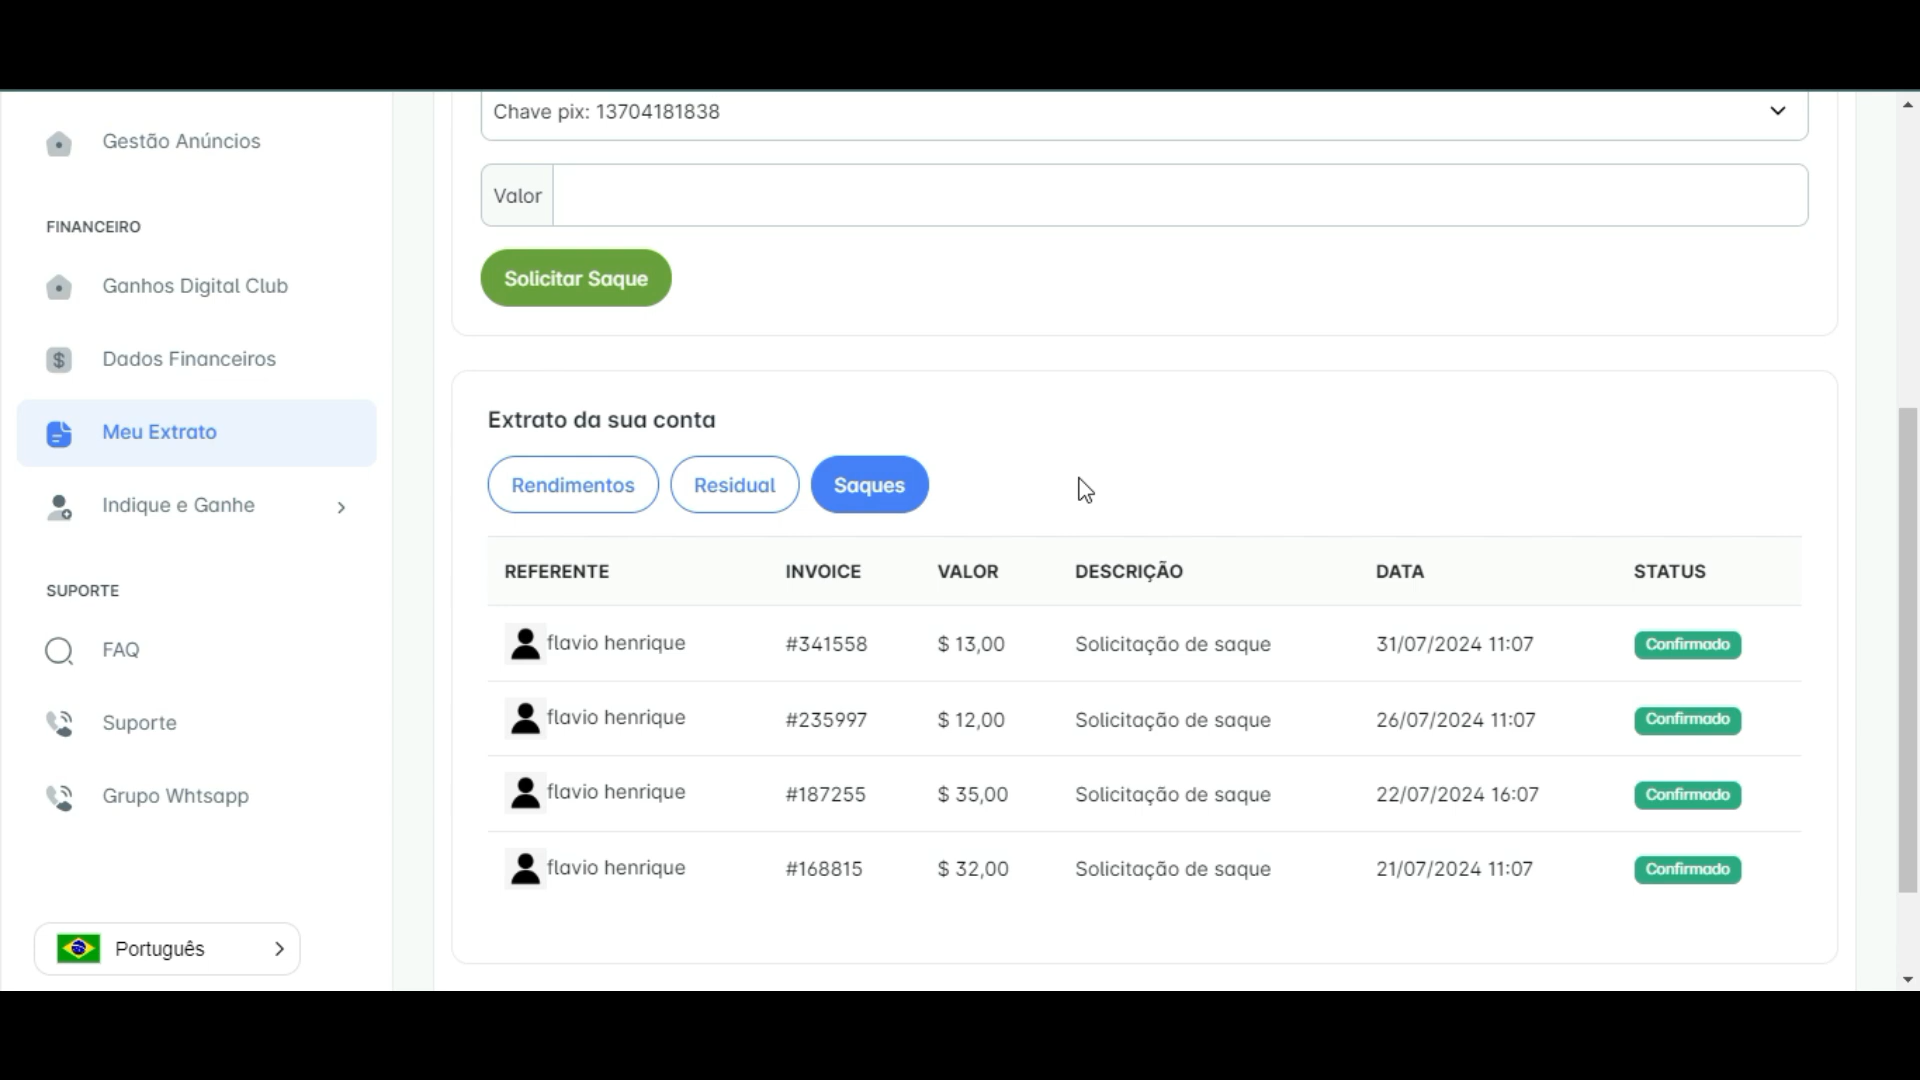 Gestão Anúncios
FINANCEIRO
Ganhos Digital Club
Dados Financeiros
Meu Extrato
Indique e Ganhe
SUPORTE
FAQ
Suporte
Grupo Whtsapp
Português
Chave pix: 13704181838
Valor
Solicitar Saque
Extrato da sua conta
Rendimentos Residual Saques
REFERENTE INVOICE VALOR DESCRIÇÃO DATA STATUS
flavio henrique #341558 $ 13,00 Solicitação de saque 31/07/2024 11:07 Confirmado
flavio henrique #235997 $ 12,00 Solicitação de saque 26/07/2024 11:07 Confirmado
flavio henrique #187255 $ 35,00 Solicitação de saque 22/07/2024 16:07 Confirmado
flavio henrique #168815 $ 32,00 Solicitação de saque 21/07/2024 11:07 Confirmado